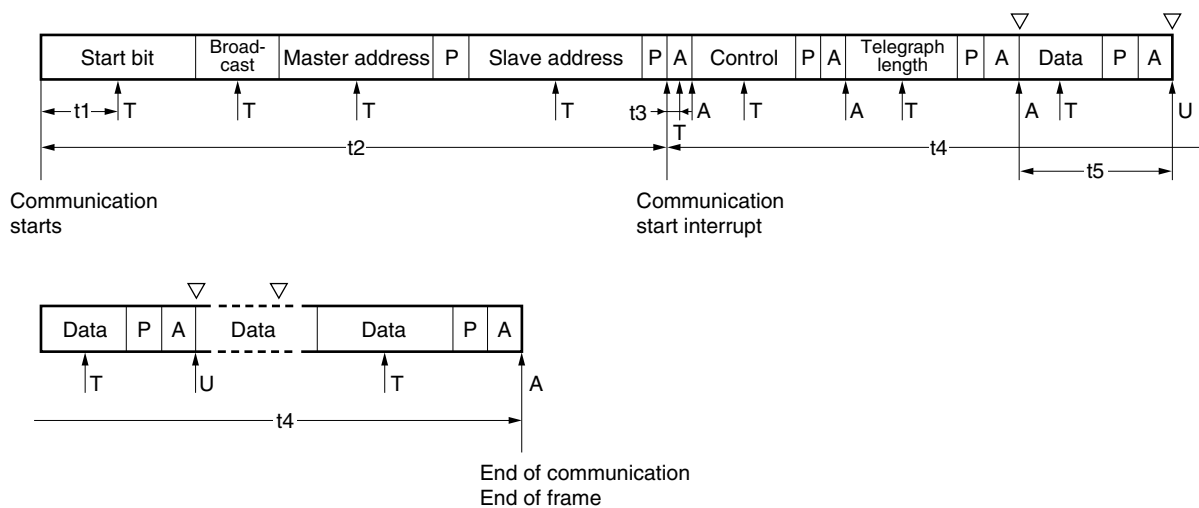 Start bit Broad-cast Master address P Slave address P A Control P A Telegraph length P A Data P A
t1 T T T T t3 T A T A T A T U
t2 t4
t5
Communication starts
Communication start interrupt
Data P A Data Data P A
T U T A
t4
End of communication
End of frame